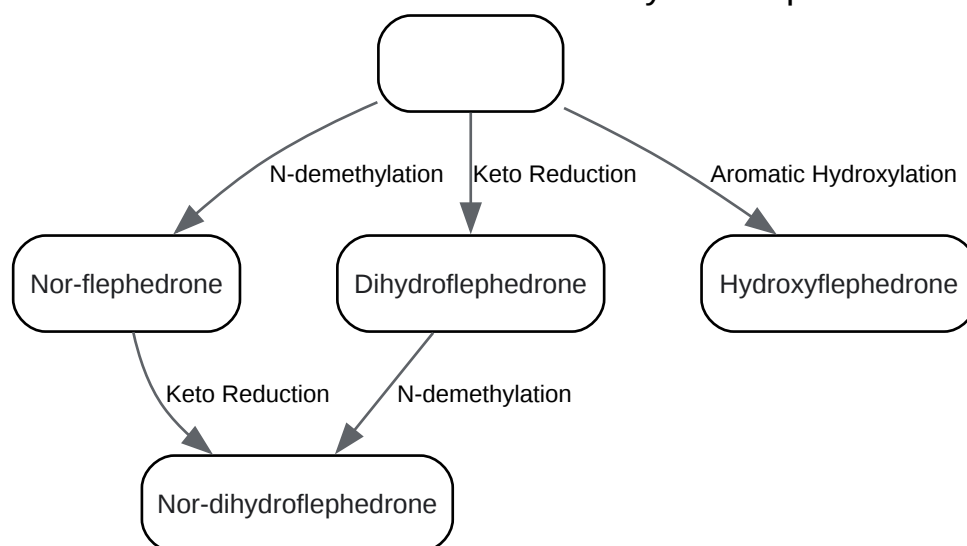 N-demethylation
Keto Reduction
Aromatic Hydroxylation
Nor-flephedrone
Dihydroflephedrone
Hydroxyflephedrone
Keto Reduction
N-demethylation
Nor-dihydroflephedrone